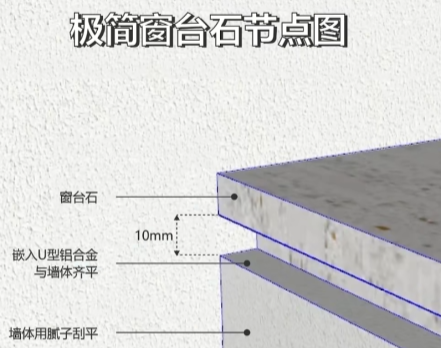 极简窗台石节点图
窗台石
10mm
嵌入U型铝合金
与墙体齐平
墙体用腻子刮平